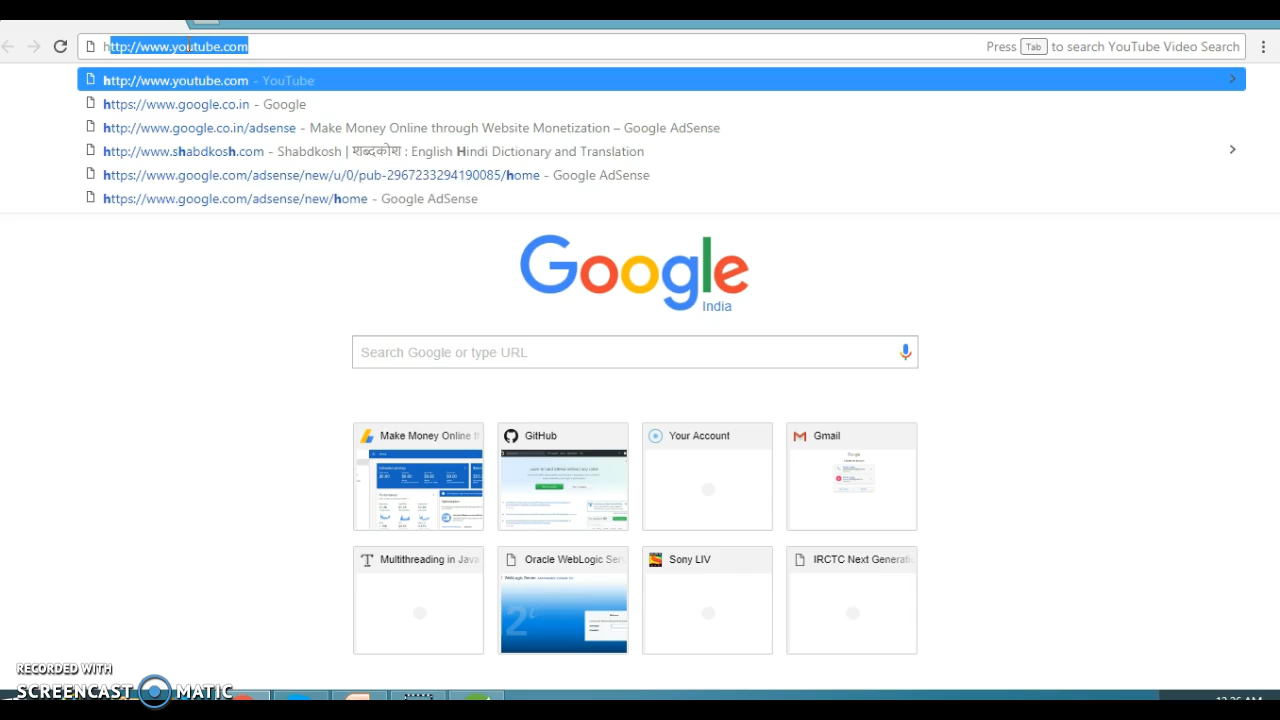 http://www.youtube.com
Press Tab to search YouTube Video Search
http://www.youtube.com - YouTube
https://www.google.co.in - Google
http://www.google.co.in/adsense - Make Money Online through Website Monetization – Google AdSense
http://www.shabdkosh.com - Shabdkosh | शब्दकोश : English Hindi Dictionary and Translation
https://www.google.com/adsense/new/u/0/pub-2967233294190085/home - Google AdSense
https://www.google.com/adsense/new/home - Google AdSense
Google
India
Search Google or type URL
Make Money Online
GitHub
Your Account
Gmail
Multithreading in Java
Oracle WebLogic Ser
Sony LIV
IRCTC Next Generati
RECORDED WITH
SCREENCAST MATIC